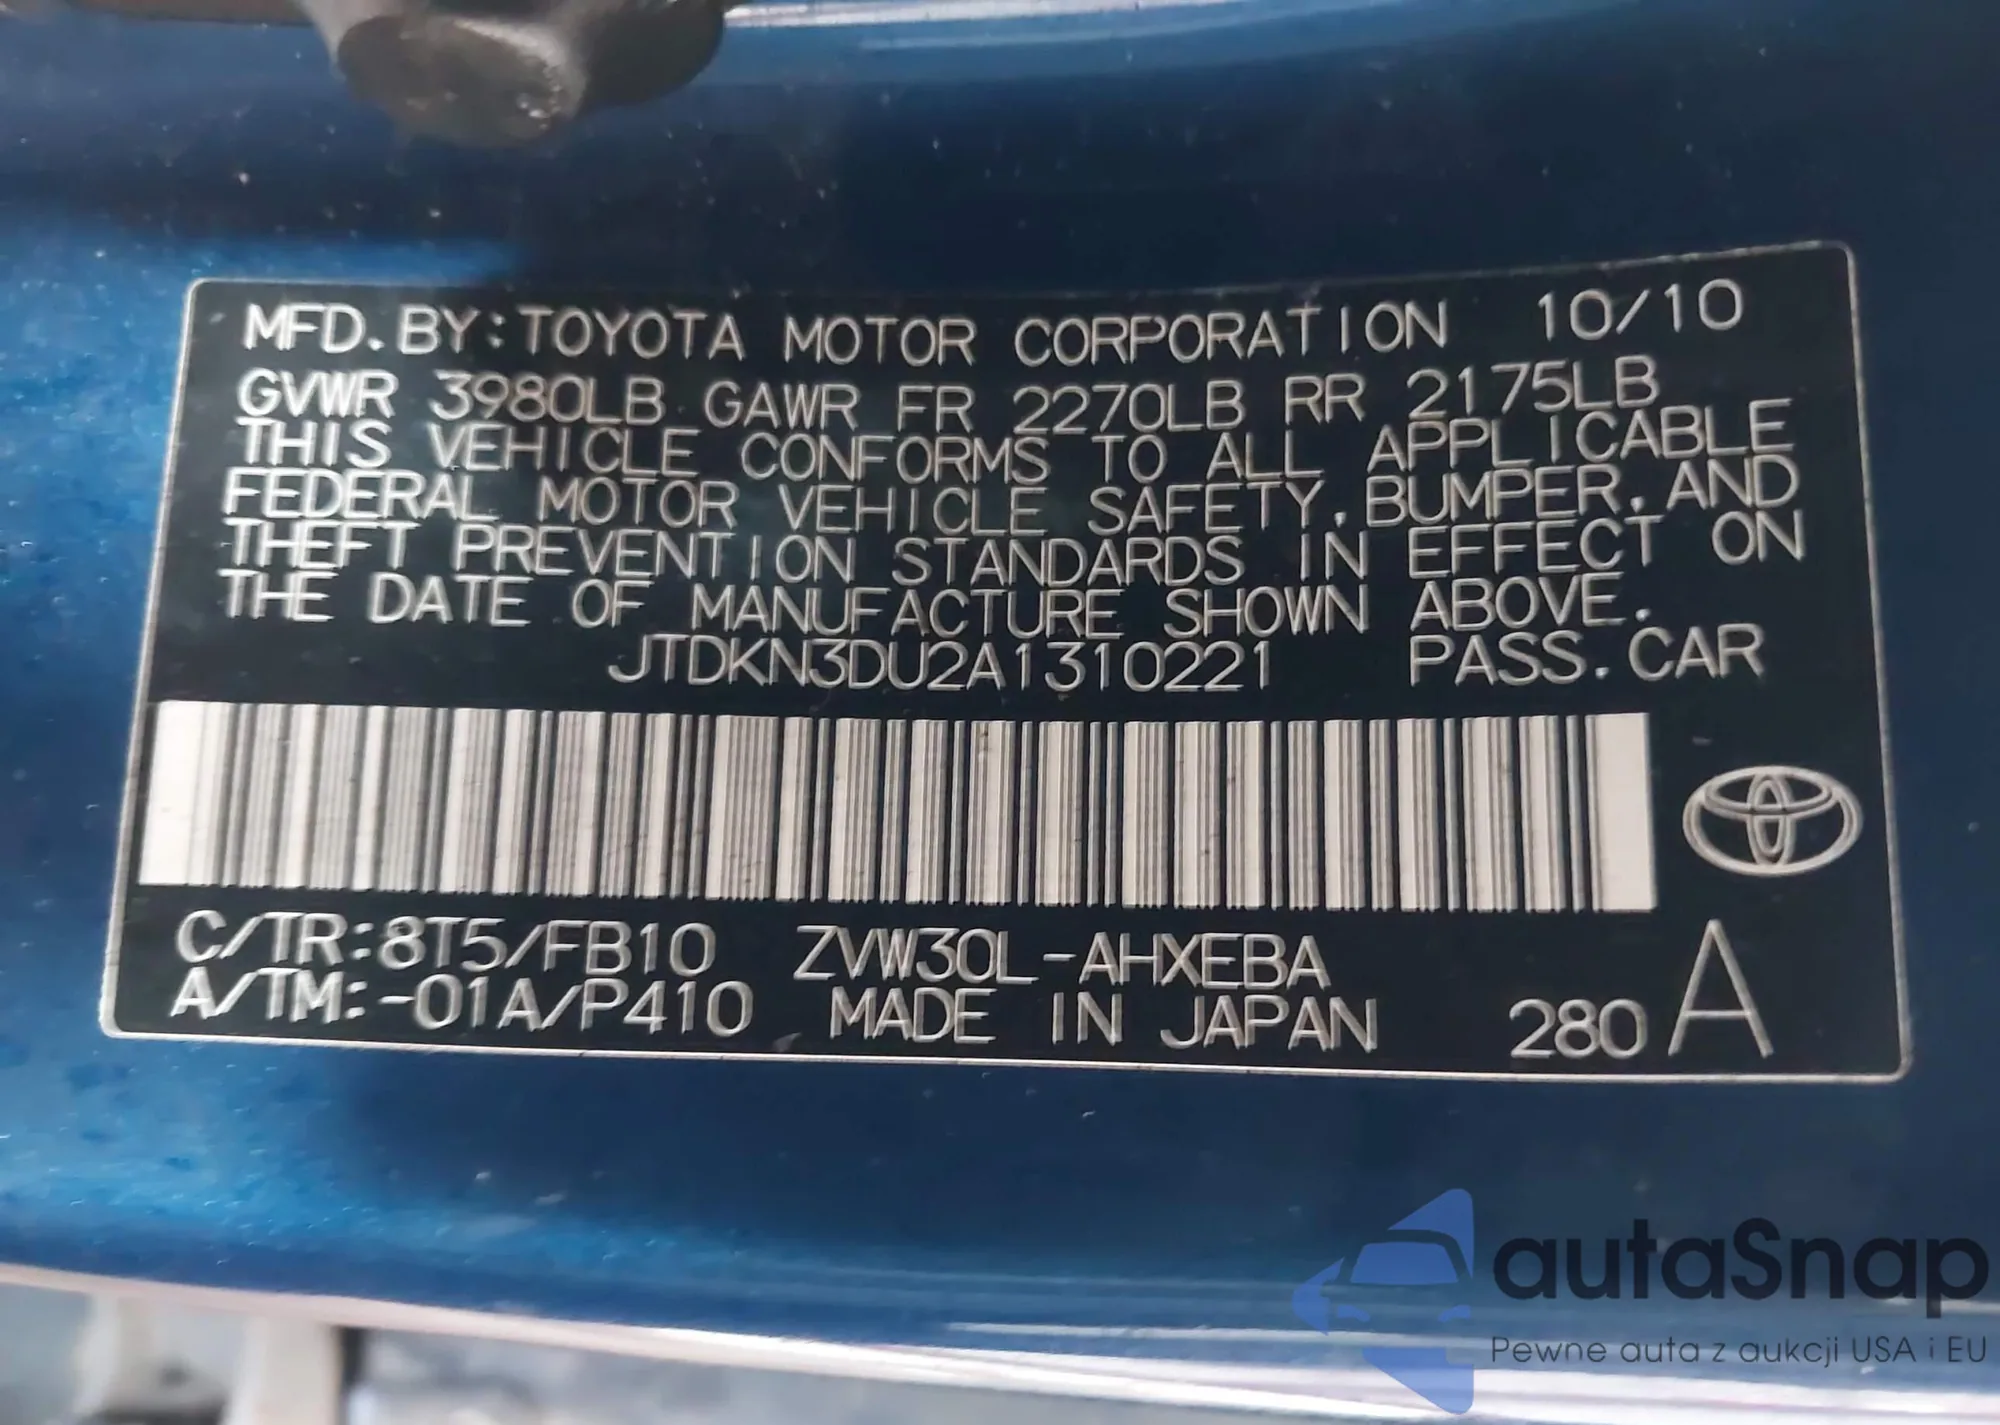 MFD. BY: TOYOTA MOTOR CORPORATION 10/10
GVWR 3980LB GAWR FR 2270LB RR 2175LB
THIS VEHICLE CONFORMS TO ALL APPLICABLE
FEDERAL MOTOR VEHICLE SAFETY, BUMPER, AND
THEFT PREVENTION STANDARDS IN EFFECT ON
THE DATE OF MANUFACTURE SHOWN ABOVE.
JTDKN3DU2A1310221 PASS. CAR
C/TR:8T5/FB10 ZVW30L-AHXEBA
A/TM:-01A/P410 MADE IN JAPAN 280 A
autaSnap
Pewne auta z aukcji USA i EU